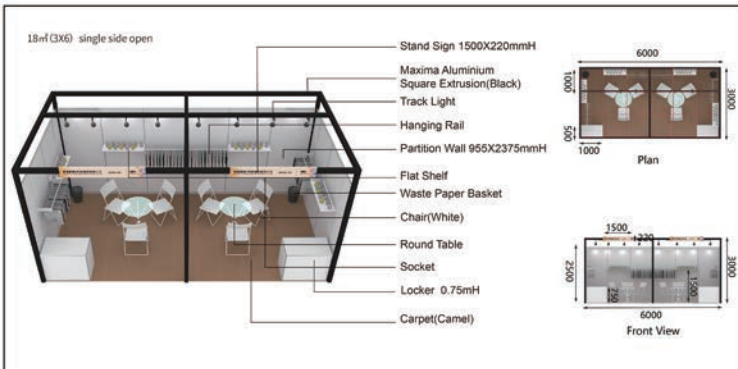 18㎡(3X6) single side open
Stand Sign 1500X220mmH
Maxima Aluminium
Square Extrusion(Black)
Track Light
Hanging Rail
Partition Wall 955X2375mmH
Flat Shelf
Waste Paper Basket
Chair(White)
Round Table
Socket
Locker 0.75mH
Carpet(Camel)
6000
1000
3000
500
1000
Plan
1500
220
2500
3000
250
1500
6000
Front View